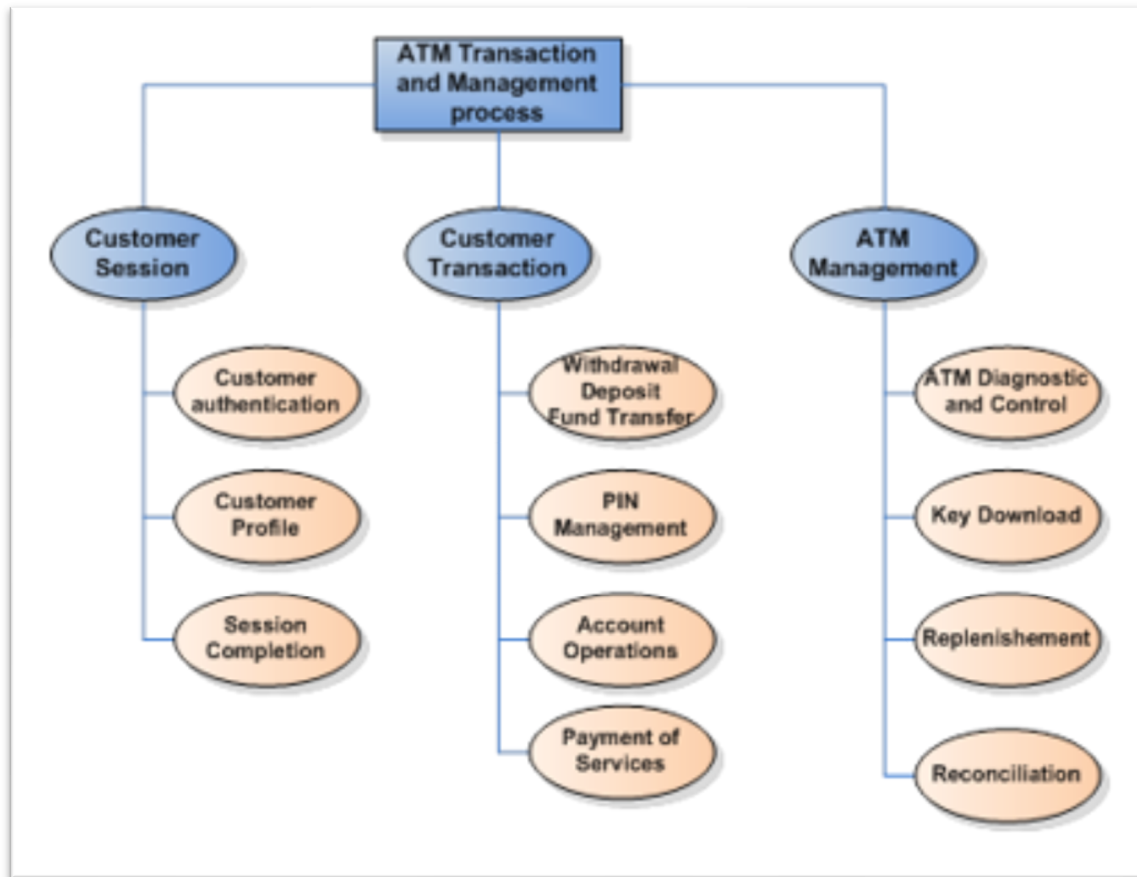 ATM Transaction
and Management
process
Customer
Session
Customer
Transaction
ATM
Management
Customer
authentication
Customer
Profile
Session
Completion
Withdrawal
Deposit
Fund Transfer
PIN
Management
Account
Operations
Payment of
Services
ATM Diagnostic
and Control
Key Download
Replenishement
Reconciliation